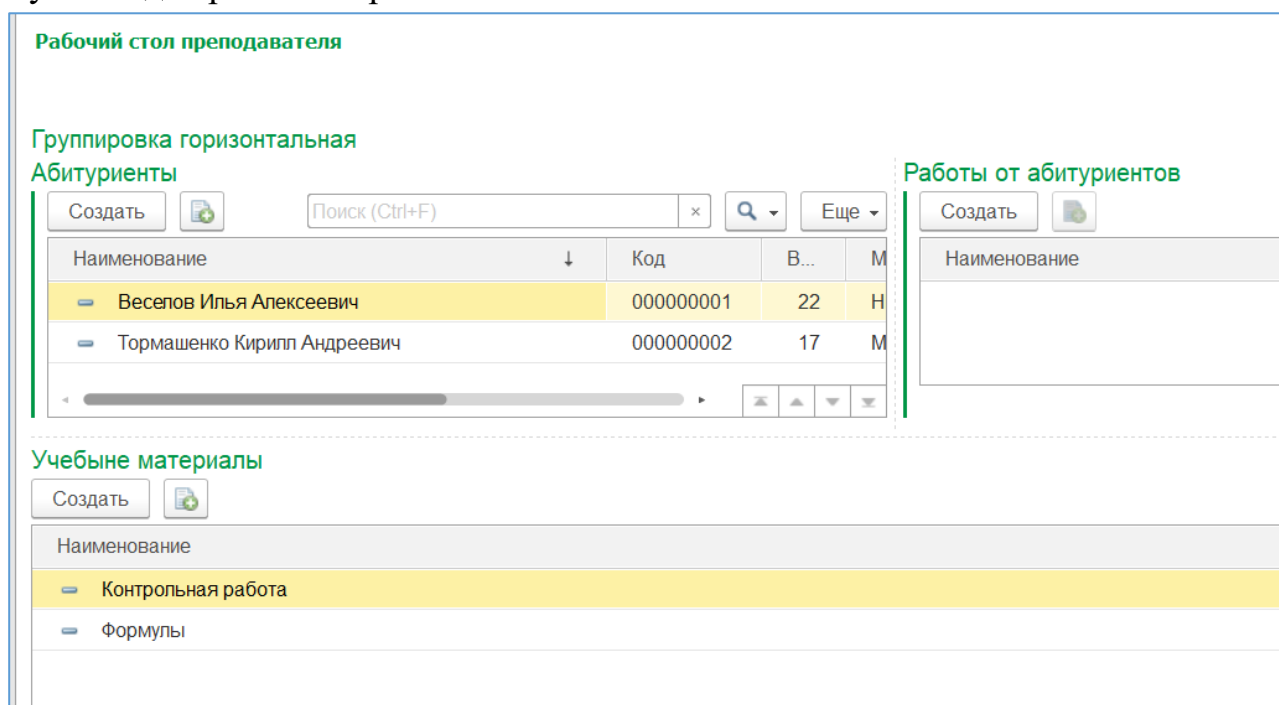 Рабочий стол преподавателя
Группировка горизонтальная
Абитуриенты
Работы от абитуриентов
Создать
Поиск (Ctrl+F)
×
Еще
Создать
Наименование ↓ Код В... М
Наименование
Веселов Илья Алексеевич 000000001 22 Н
Тормашенко Кирилл Андреевич 000000002 17 М
Учебыне материалы
Создать
Наименование
Контрольная работа
Формулы